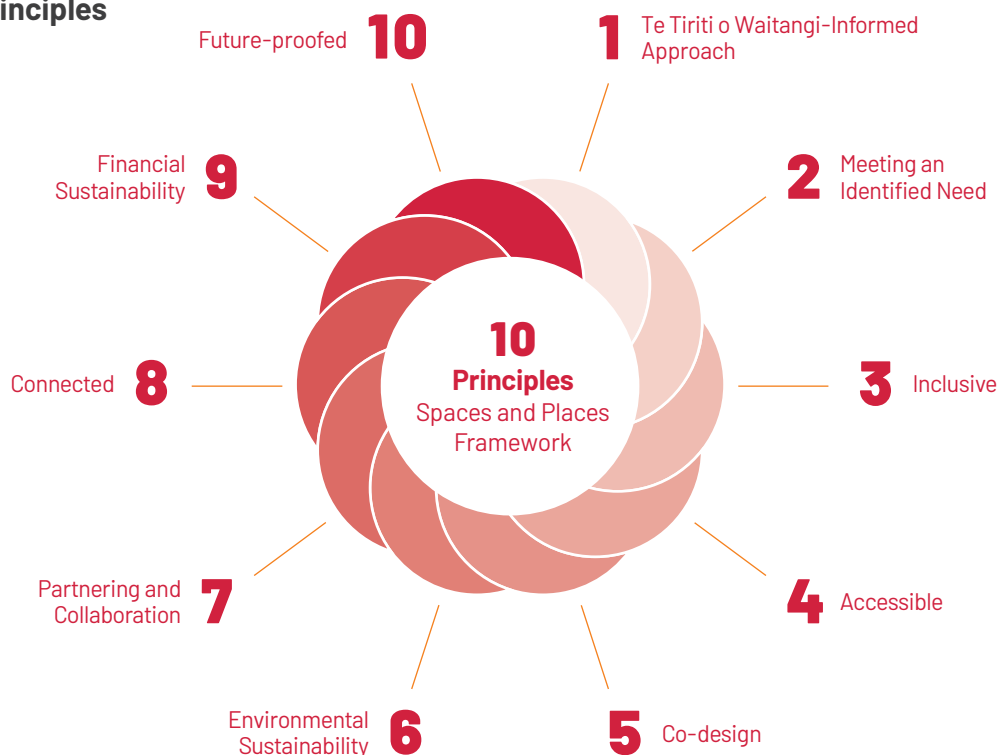 10
Principles
Spaces and Places
Framework
1
Te Tiriti o Waitangi-Informed
Approach
2
Meeting an
Identified Need
3
Inclusive
4
Accessible
5
Co-design
6
Environmental
Sustainability
7
Partnering and
Collaboration
8
Connected
9
Financial
Sustainability
10
Future-proofed